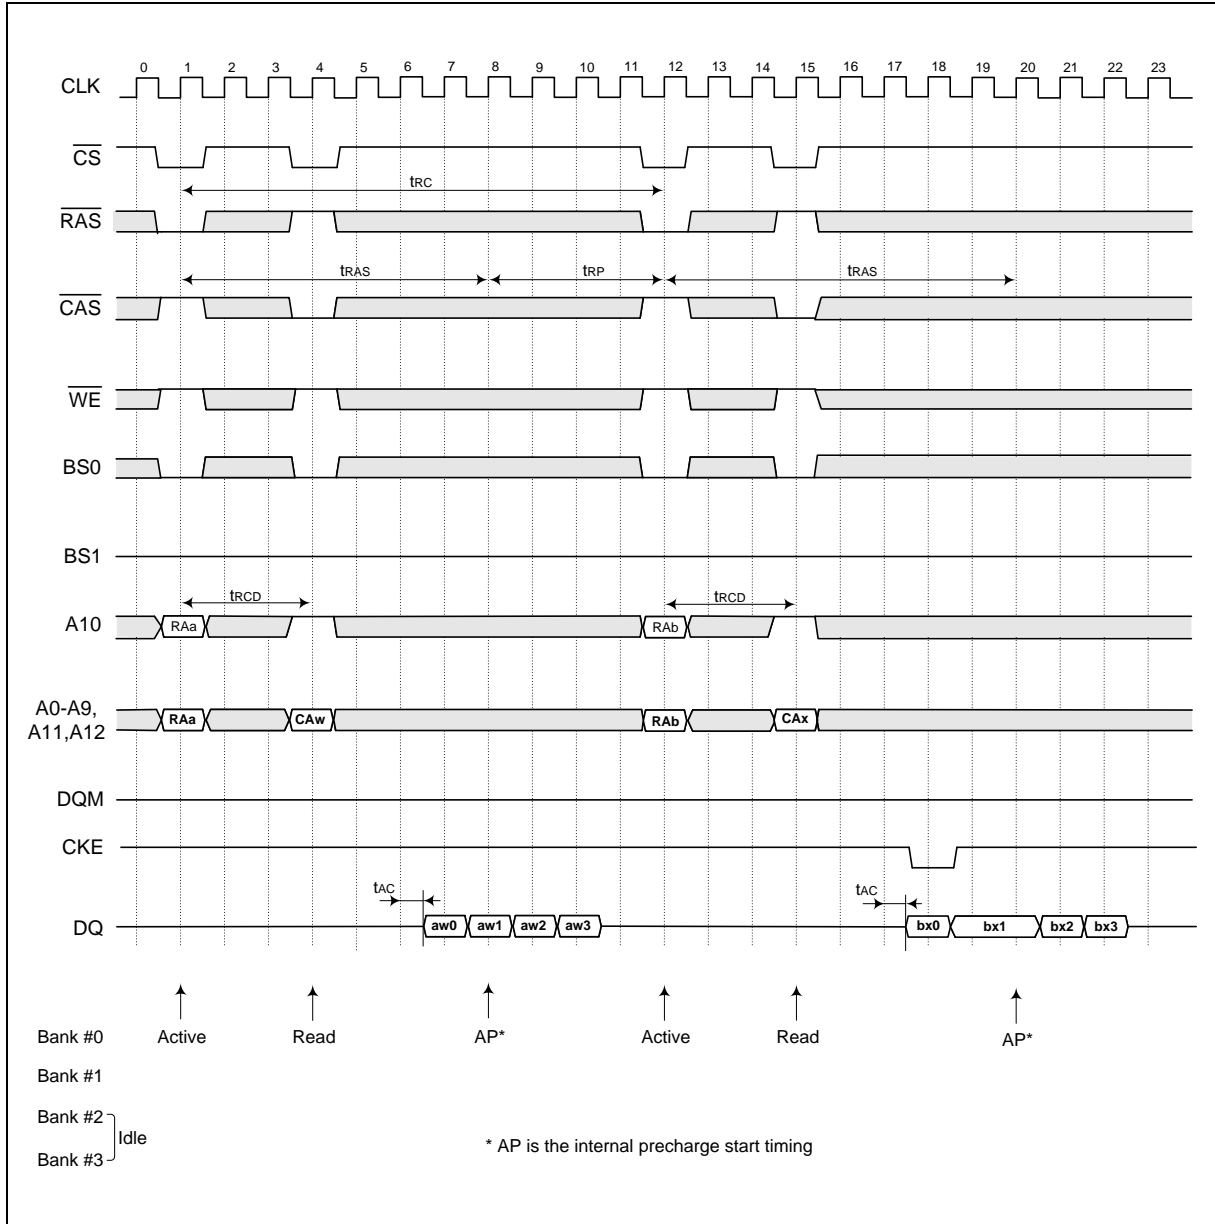 0 1 2 3 4 5 6 7 8 9 10 11 12 13 14 15 16 17 18 19 20 21 22 23
CLK
CS
tRC
RAS
tRAS tRP tRAS
CAS
WE
BS0
BS1
tRCD tRCD
A10 RAa RAb
A0-A9,
A11,A12 RAa CAw RAb CAx
DQM
CKE
tAC tAC
DQ aw0 aw1 aw2 aw3 bx0 bx1 bx2 bx3
Bank #0 Active Read AP* Active Read AP*
Bank #1
Bank #2
Idle
Bank #3
* AP is the internal precharge start timing